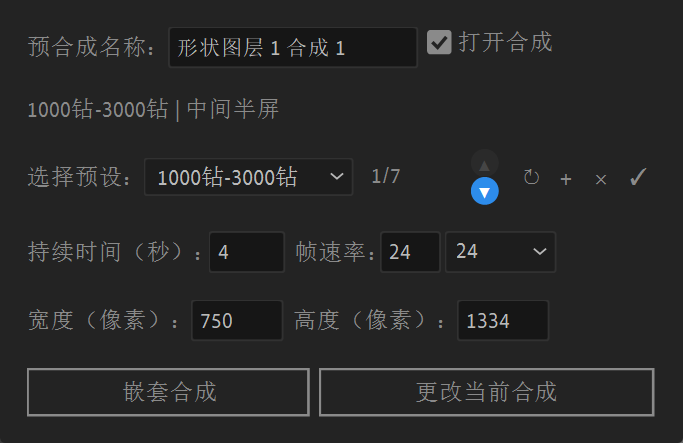 预合成名称： 形状图层 1 合成 1 打开合成
1000钻-3000钻 | 中间半屏
选择预设： 1000钻-3000钻 1/7 ▲ ▼ ↻ + × ✓
持续时间（秒）： 4 帧速率： 24 24
宽度（像素）： 750 高度（像素）： 1334
嵌套合成 更改当前合成